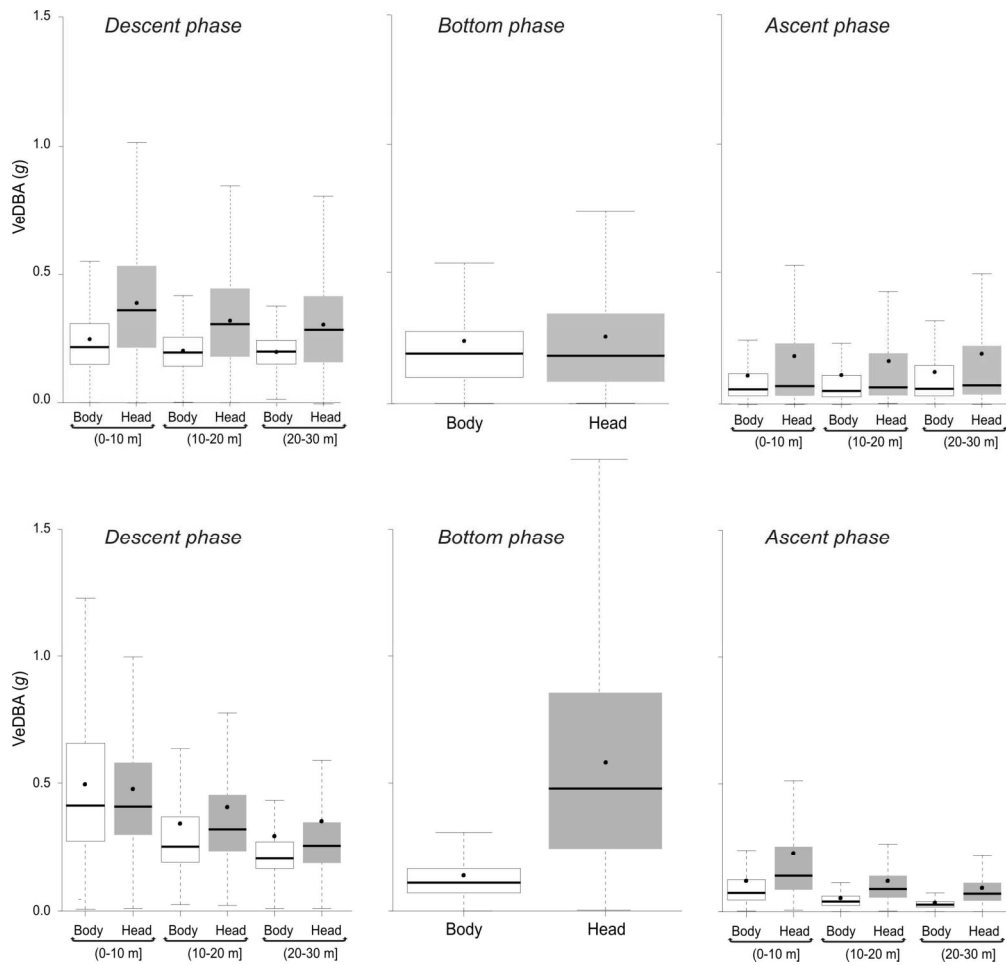 Descent phase
Bottom phase
Ascent phase
1.5
1.0
0.5
0.0
VeDBA (g)
Body Head Body Head Body Head
(0-10 m] (10-20 m] (20-30 m]
Body Head
Body Head Body Head Body Head
(0-10 m] (10-20 m] (20-30 m]
Descent phase
Bottom phase
Ascent phase
1.5
1.0
0.5
0.0
VeDBA (g)
Body Head Body Head Body Head
(0-10 m] (10-20 m] (20-30 m]
Body Head
Body Head Body Head Body Head
(0-10 m] (10-20 m] (20-30 m]